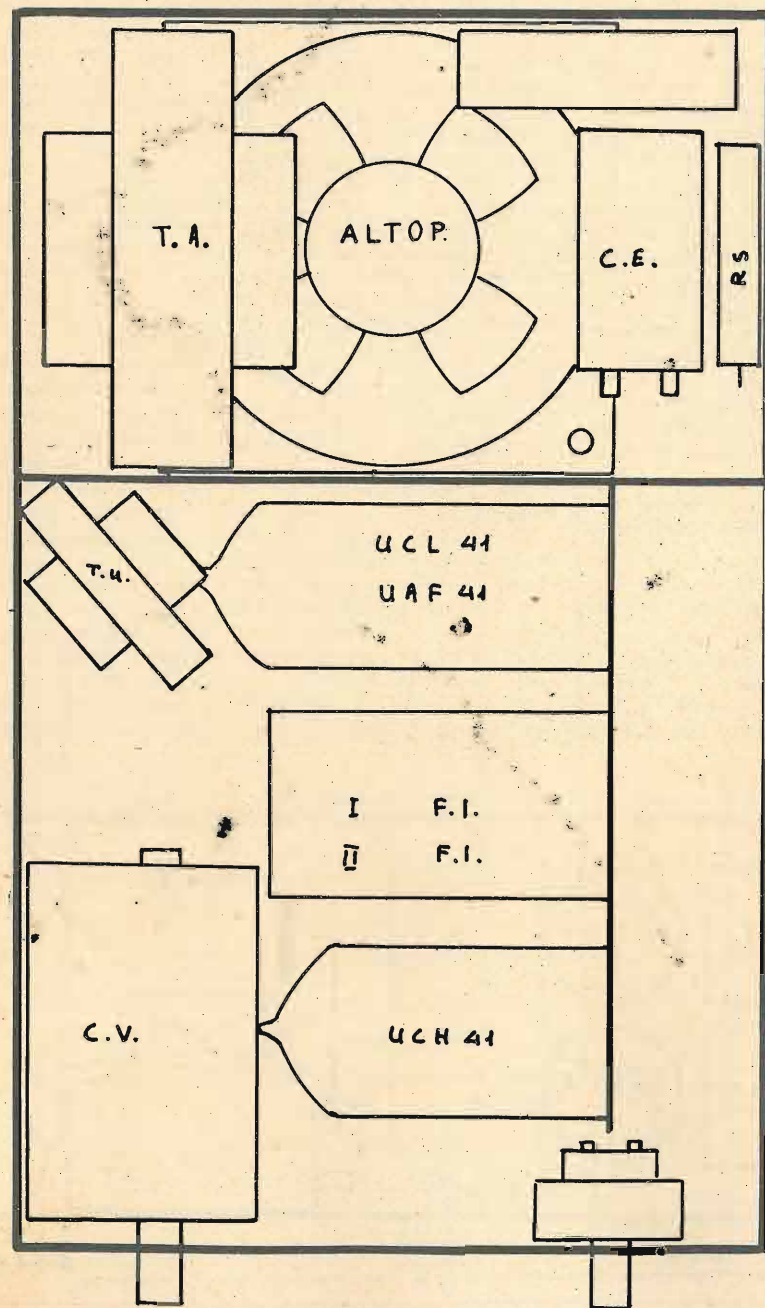 T. A.
ALTOP.
C.E.
RS
T.U.
UCL 41
UAF 41
I F.I.
II F.I.
C.V.
UCH 41